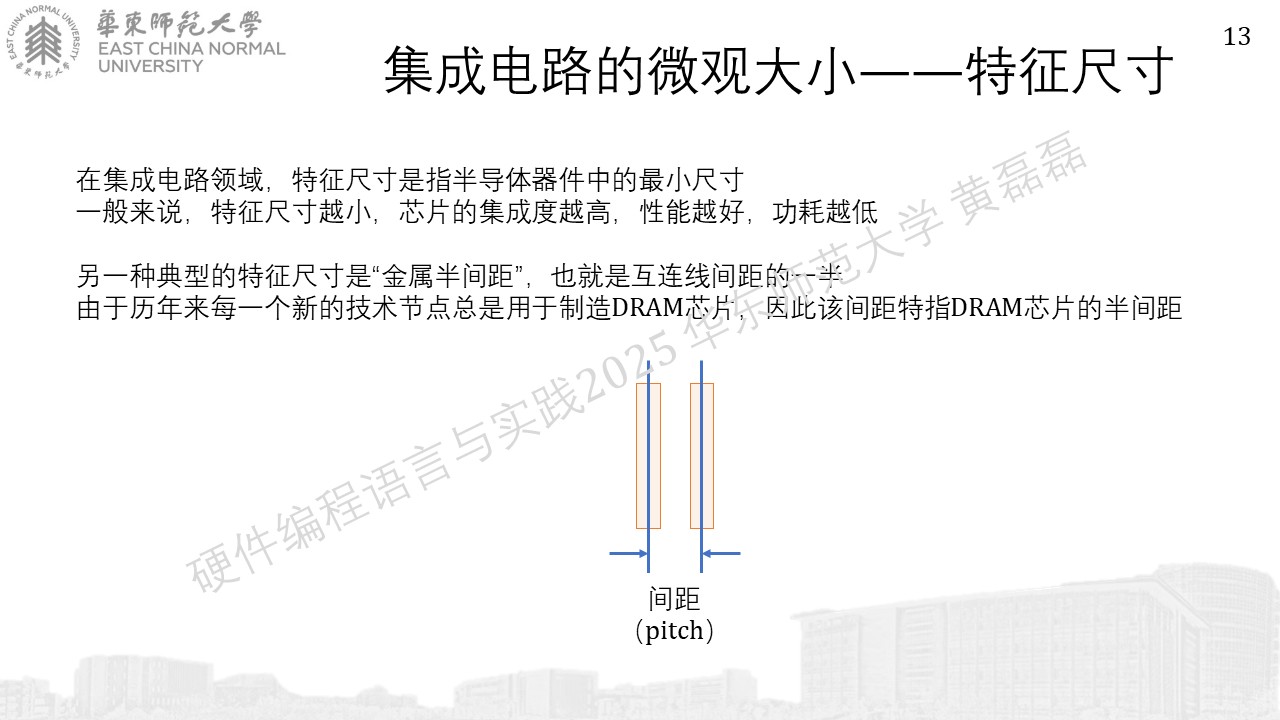 華東師範大學
EAST CHINA NORMAL
UNIVERSITY
13
集成电路的微观大小——特征尺寸
在集成电路领域，特征尺寸是指半导体器件中的最小尺寸
一般来说，特征尺寸越小，芯片的集成度越高，性能越好，功耗越低
另一种典型的特征尺寸是“金属半间距”，也就是互连线间距的一半
由于历年来每一个新的技术节点总是用于制造DRAM芯片，因此该间距特指DRAM芯片的半间距
硬件编程语言与实践2025 华东师范大学 黄磊磊
间距
（pitch）